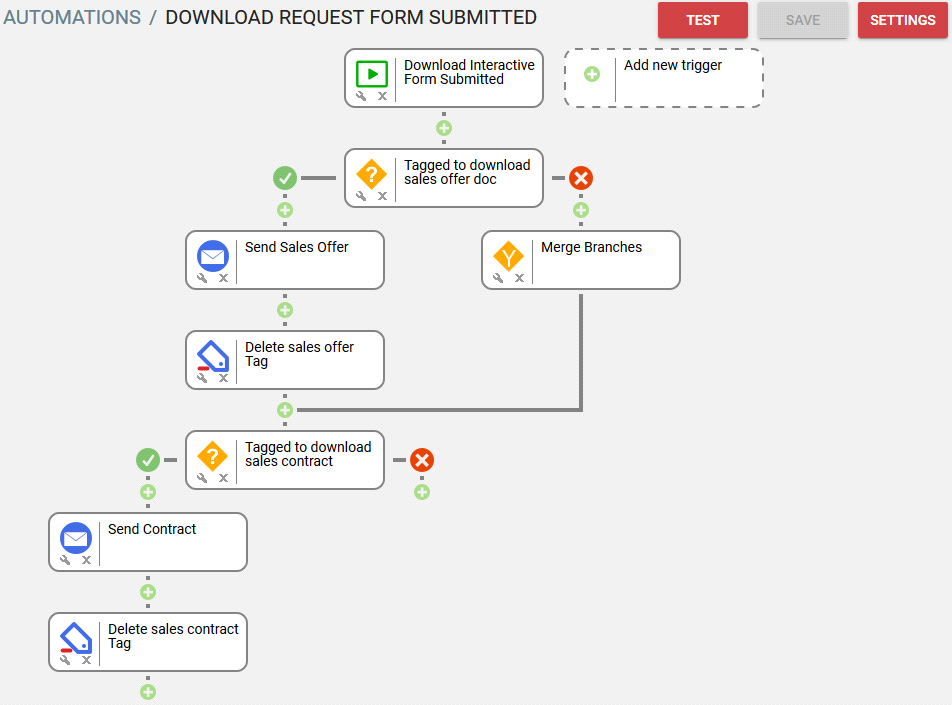 AUTOMATIONS / DOWNLOAD REQUEST FORM SUBMITTED
TEST
SAVE
SETTINGS
Download Interactive
Form Submitted
Add new trigger
Tagged to download
sales offer doc
Send Sales Offer
Merge Branches
Delete sales offer
Tag
Tagged to download
sales contract
Send Contract
Delete sales contract
Tag